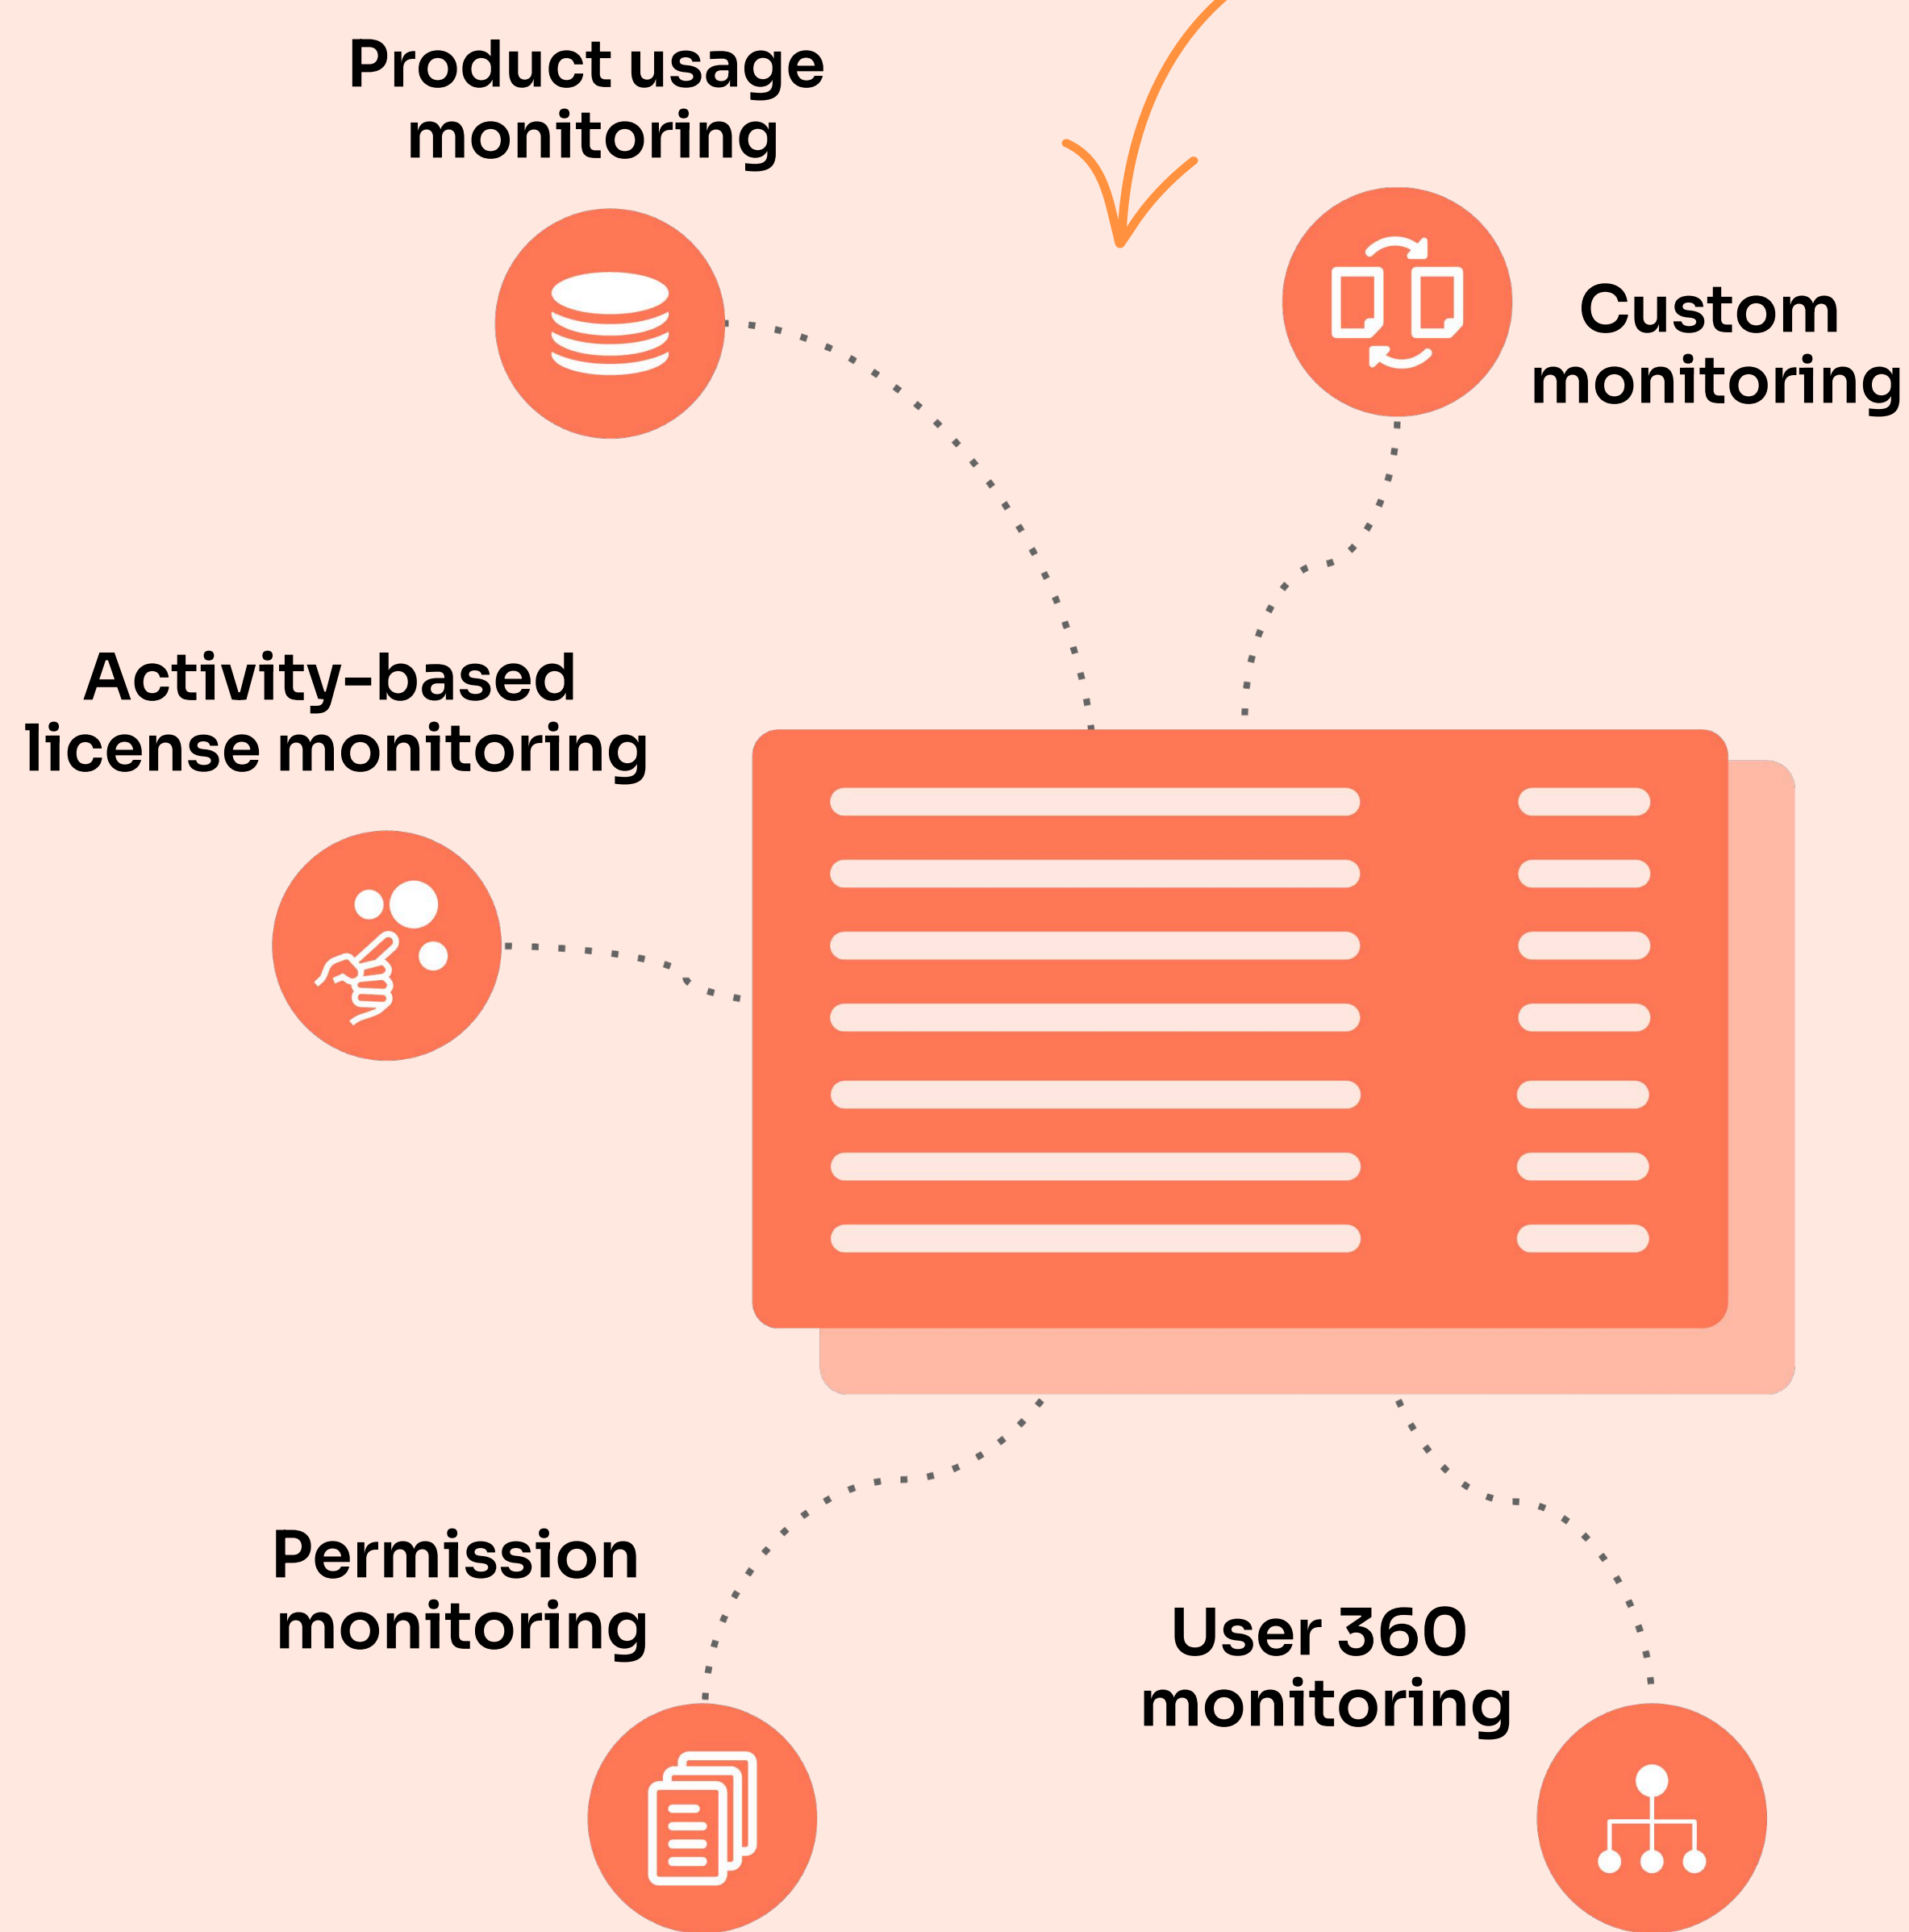 Product usage
monitoring
Custom
monitoring
Activity-based
license monitoring
Permission
monitoring
User 360
monitoring